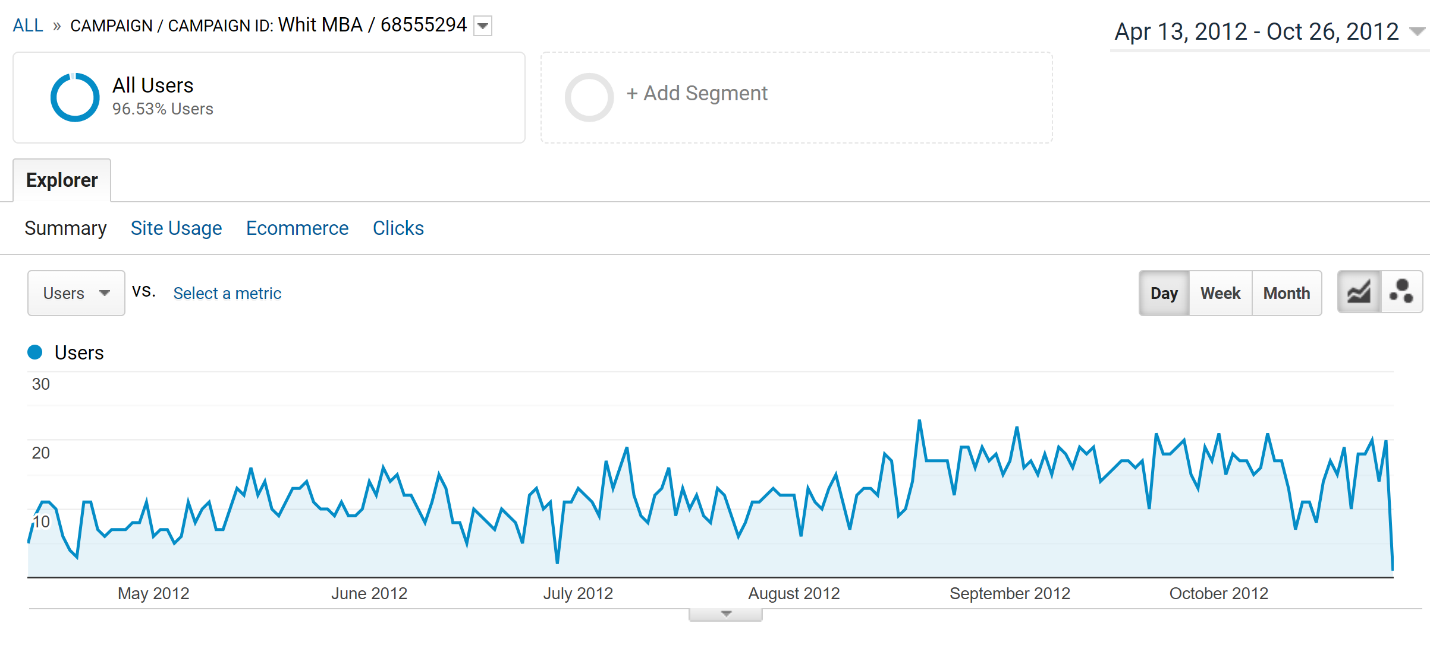 ALL » CAMPAIGN / CAMPAIGN ID: Whit MBA / 68555294
Apr 13, 2012 - Oct 26, 2012
All Users
96.53% Users
+ Add Segment
Explorer
Summary Site Usage Ecommerce Clicks
Users vs. Select a metric
Day Week Month
Users
30
20
10
May 2012 June 2012 July 2012 August 2012 September 2012 October 2012